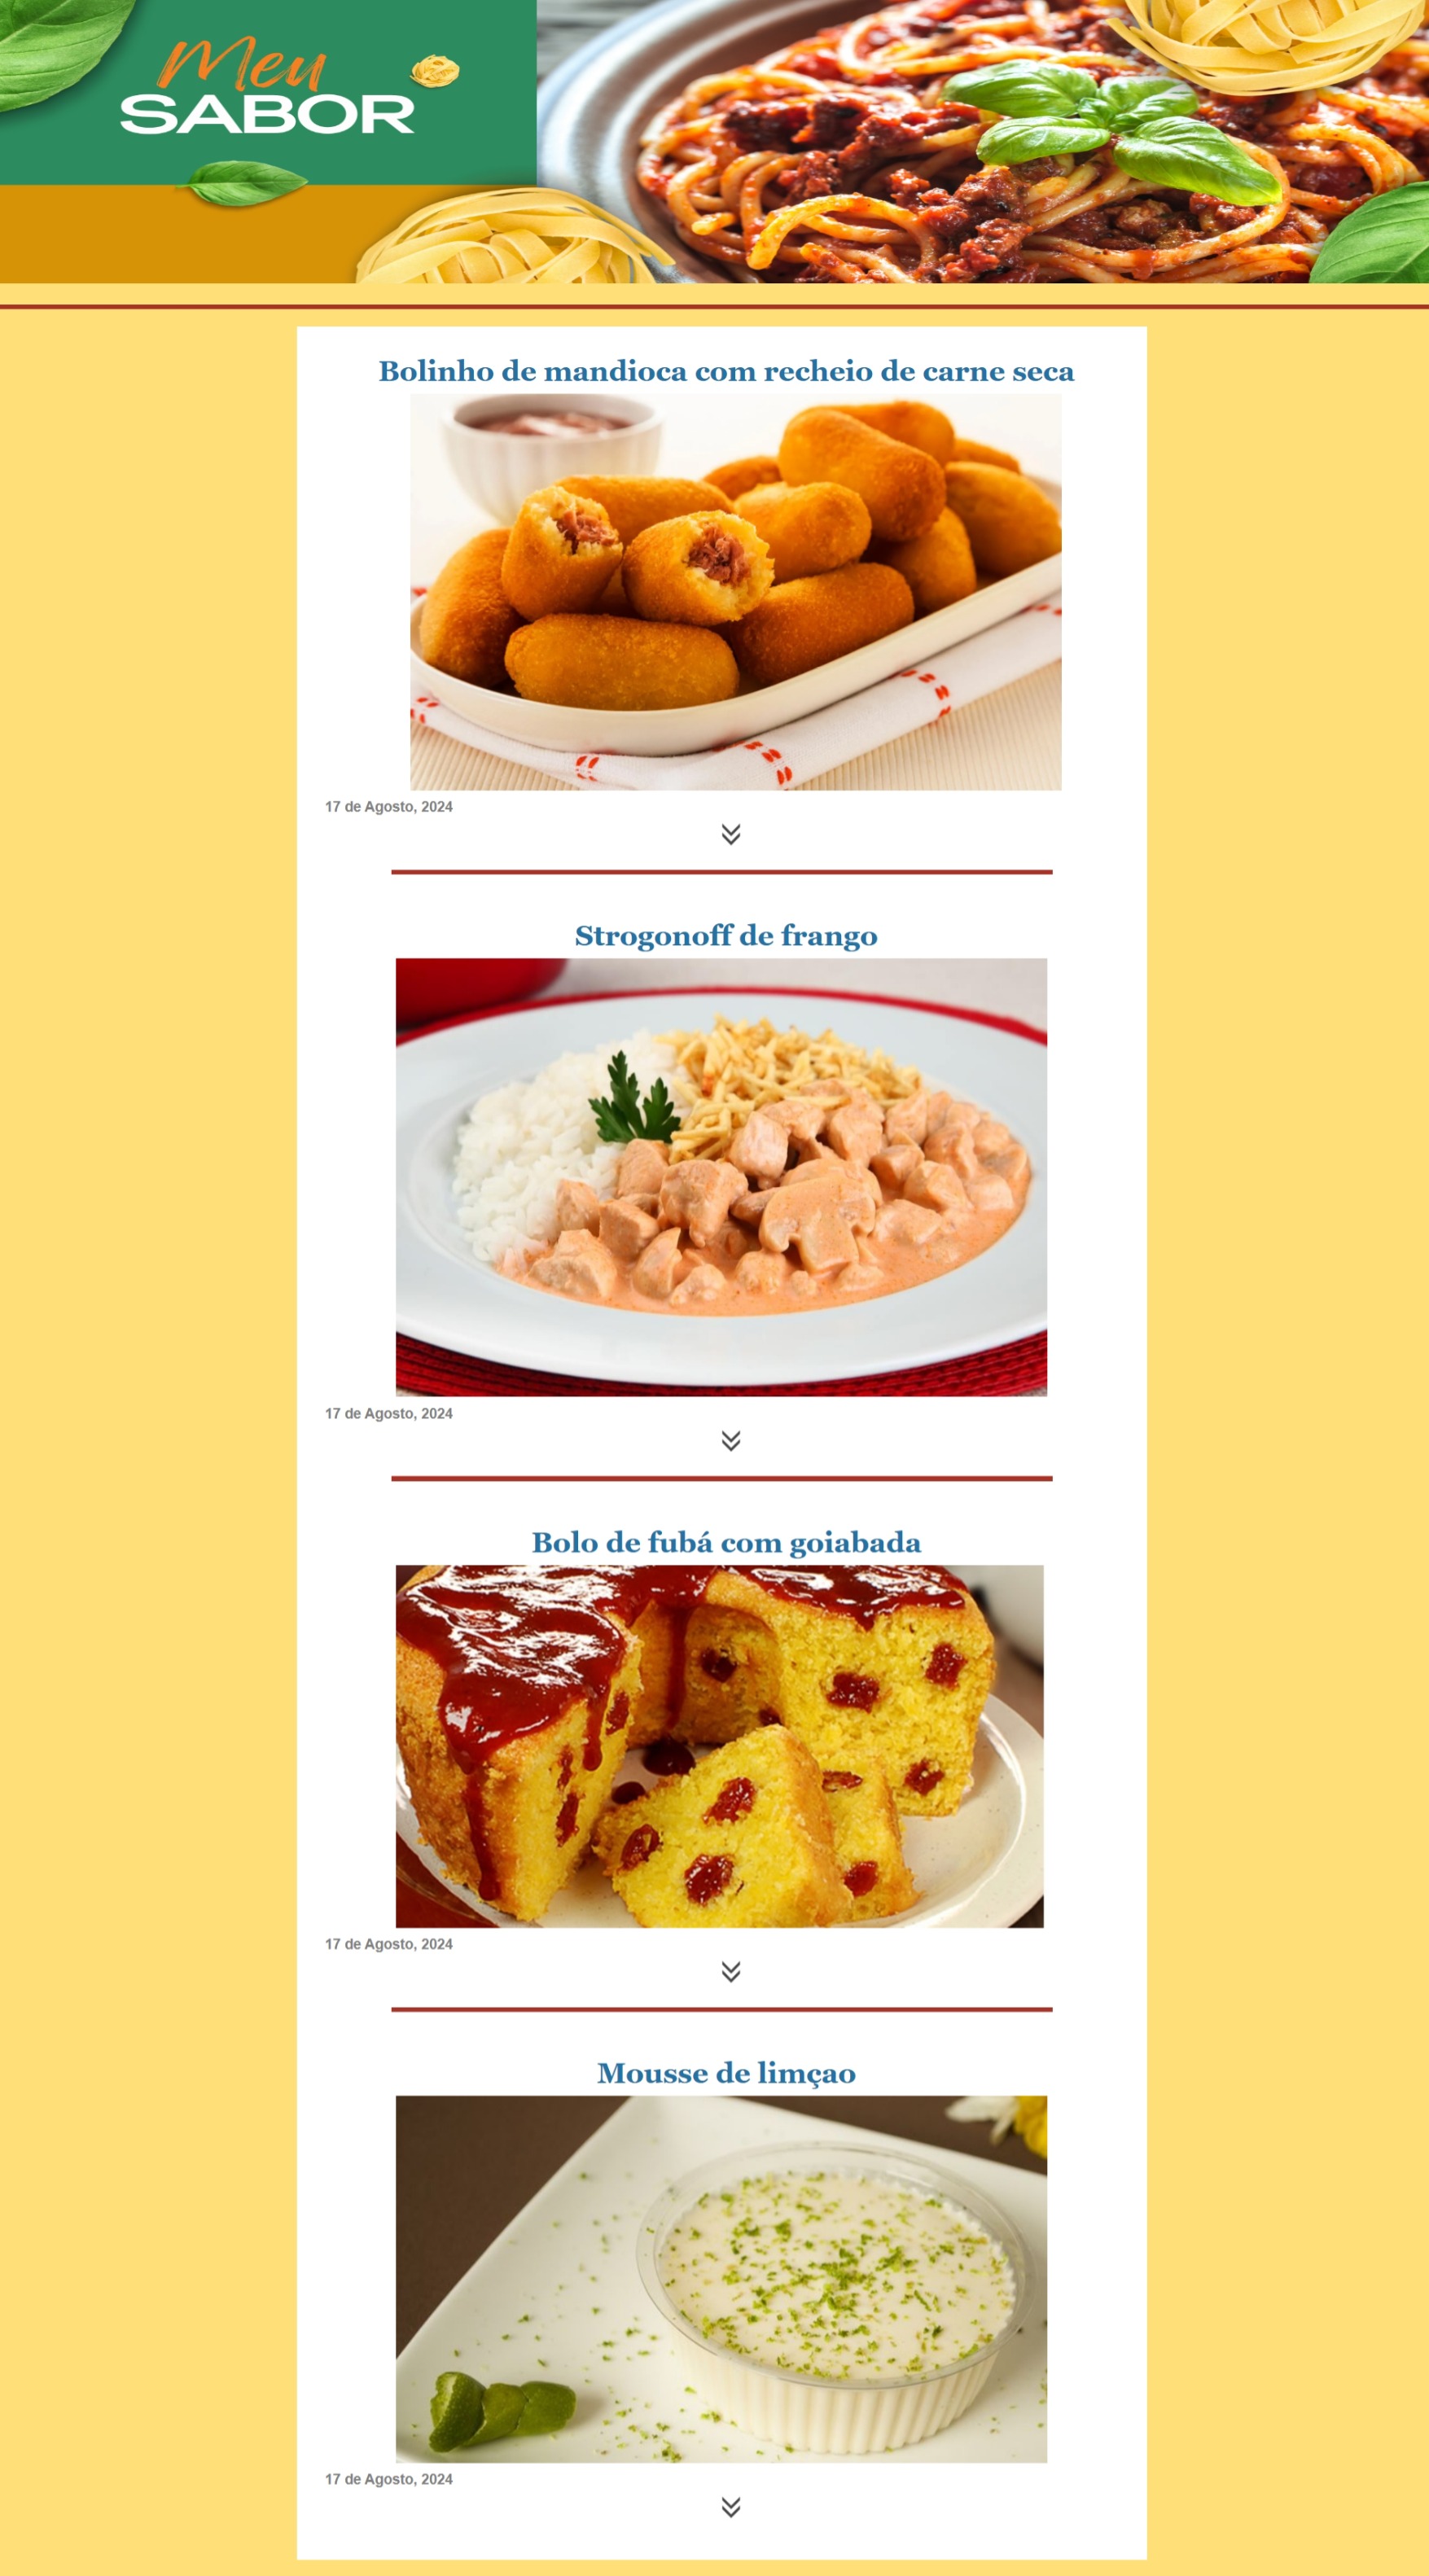 Meu
SABOR
Bolinho de mandioca com recheio de carne seca
17 de Agosto, 2024
Strogonoff de frango
17 de Agosto, 2024
Bolo de fubá com goiabada
17 de Agosto, 2024
Mousse de limçao
17 de Agosto, 2024